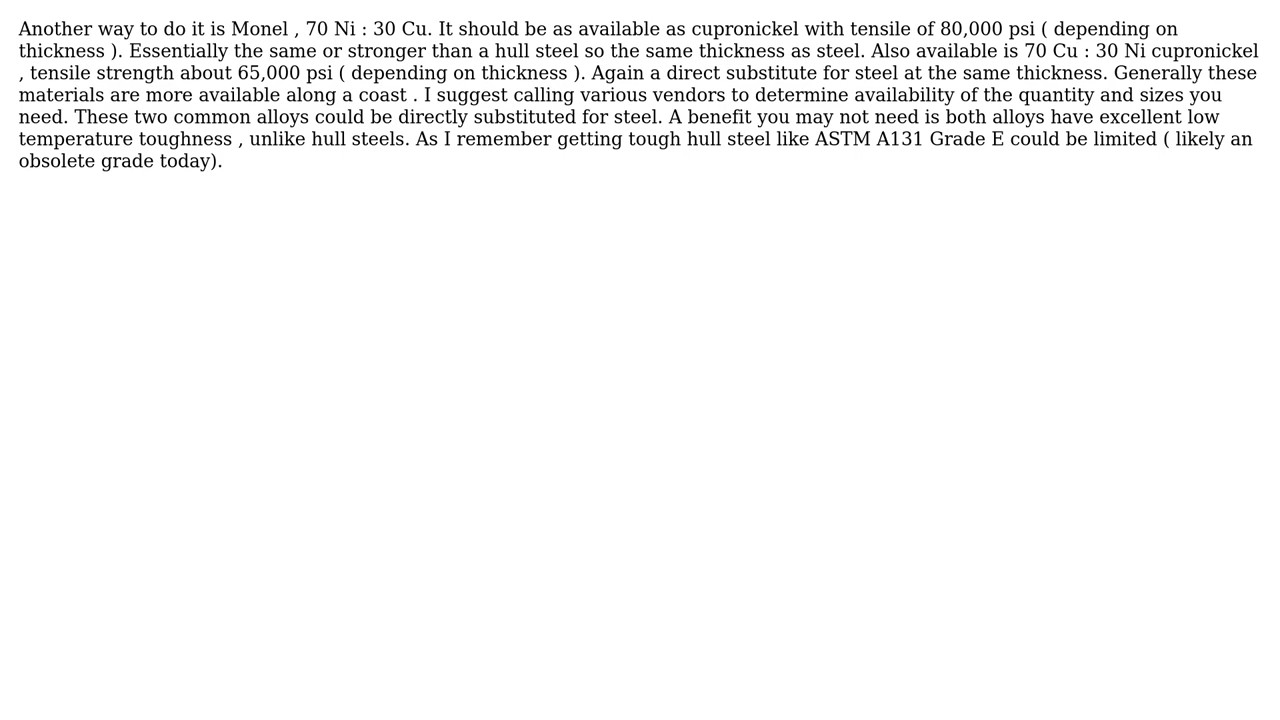 Another way to do it is Monel , 70 Ni : 30 Cu. It should be as available as cupronickel with tensile of 80,000 psi ( depending on
thickness ). Essentially the same or stronger than a hull steel so the same thickness as steel. Also available is 70 Cu : 30 Ni cupronickel
, tensile strength about 65,000 psi ( depending on thickness ). Again a direct substitute for steel at the same thickness. Generally these
materials are more available along a coast . I suggest calling various vendors to determine availability of the quantity and sizes you
need. These two common alloys could be directly substituted for steel. A benefit you may not need is both alloys have excellent low
temperature toughness , unlike hull steels. As I remember getting tough hull steel like ASTM A131 Grade E could be limited ( likely an
obsolete grade today).